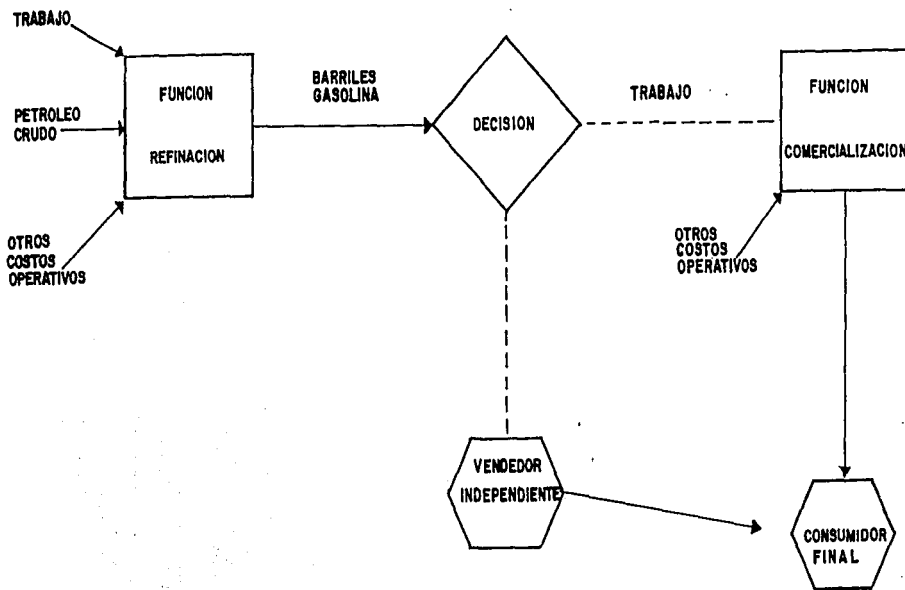 TRABAJO
PETROLEO
CRUDO
OTROS
COSTOS
OPERATIVOS
FUNCION
REFINACION
BARRILES
GASOLINA
DECISION
TRABAJO
FUNCION
COMERCIALIZACION
OTROS
COSTOS
OPERATIVOS
VENDEDOR
INDEPENDIENTE
CONSUMIDOR
FINAL